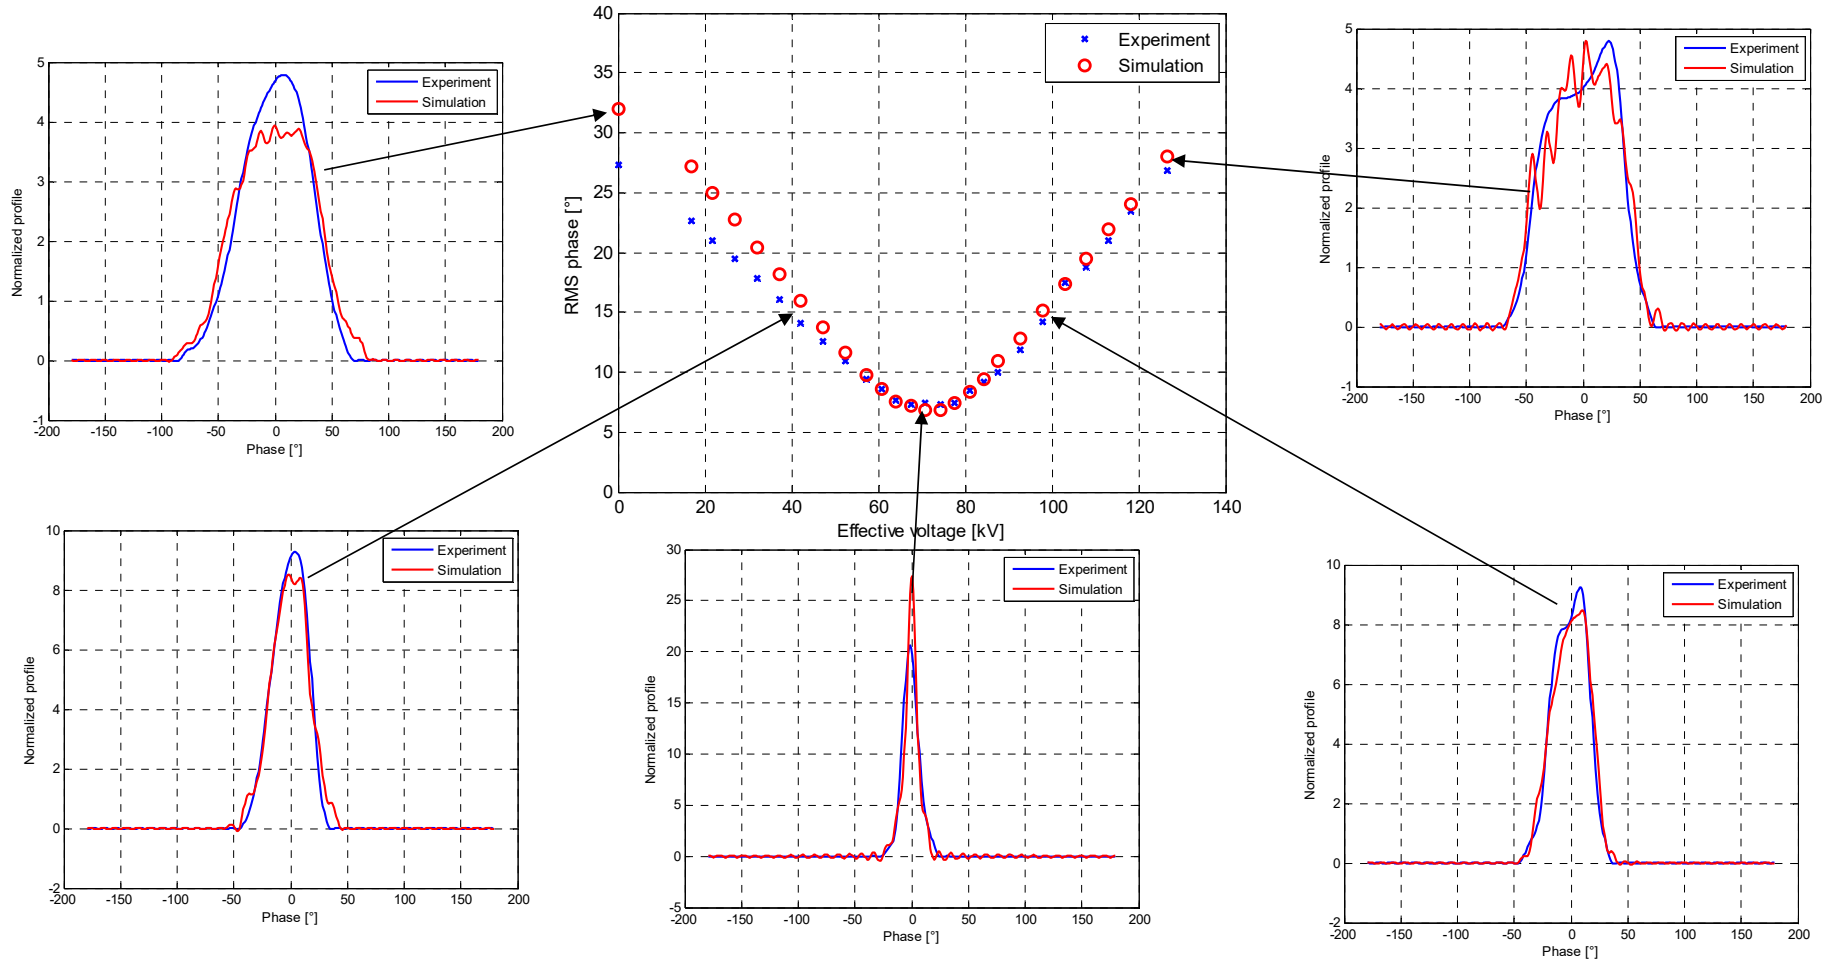 5
4
3
2
1
0
-1
-200 -150 -100 -50 0 50 100 150 200
Phase [°]
Normalized profile
Experiment
Simulation
40
35
30
25
20
15
10
5
0
0 20 40 60 80 100 120 140
Effective voltage [kV]
RMS phase [°]
Experiment
Simulation
5
4
3
2
1
0
-1
-200 -150 -100 -50 0 50 100 150 200
Phase [°]
Normalized profile
Experiment
Simulation
10
8
6
4
2
0
-2
-200 -150 -100 -50 0 50 100 150 200
Phase [°]
Normalized profile
Experiment
Simulation
30
25
20
15
10
5
0
-5
-200 -150 -100 -50 0 50 100 150 200
Phase [°]
Normalized profile
Experiment
Simulation
10
8
6
4
2
0
-2
-200 -150 -100 -50 0 50 100 150 200
Phase [°]
Normalized profile
Experiment
Simulation